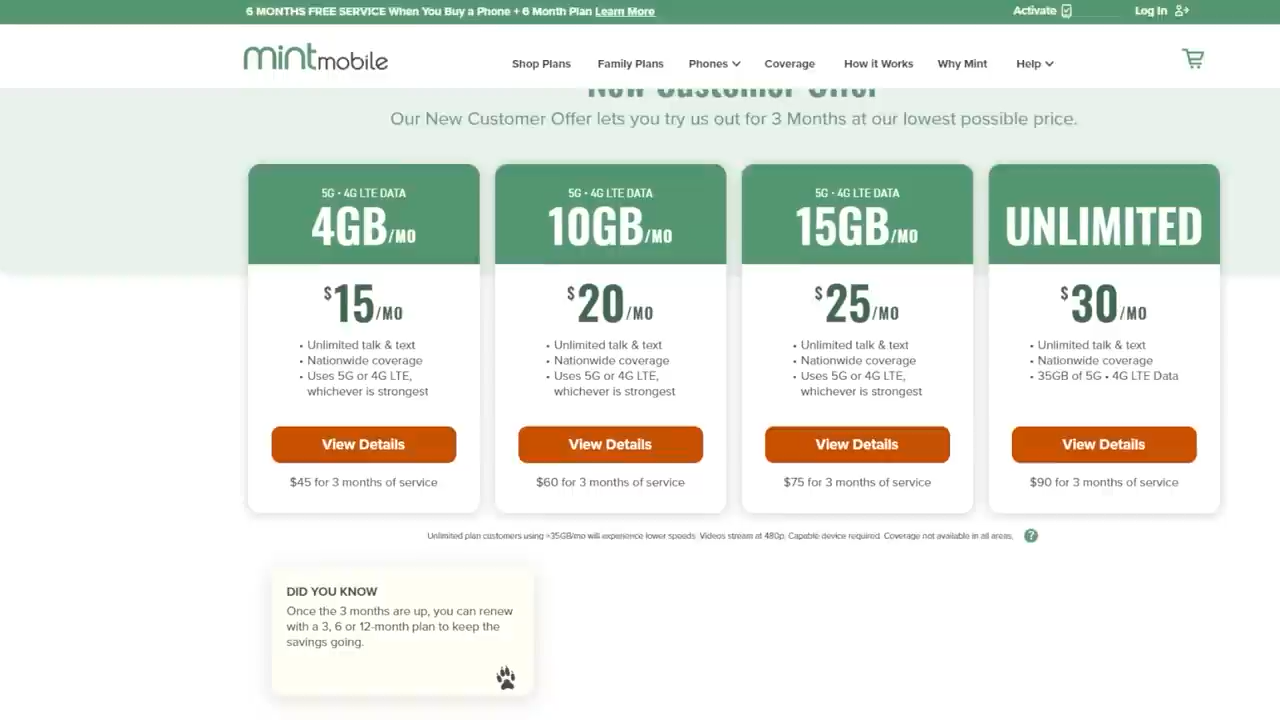 6 MONTHS FREE SERVICE When You Buy a Phone + 6 Month Plan Learn More
Activate
Log In
mintmobile
Shop Plans
Family Plans
Phones
Coverage
How it Works
Why Mint
Help
New Customer Offer
Our New Customer Offer lets you try us out for 3 Months at our lowest possible price.
5G • 4G LTE DATA
4GB/MO
$15/MO
• Unlimited talk & text
• Nationwide coverage
• Uses 5G or 4G LTE,
whichever is strongest
View Details
$45 for 3 months of service
5G • 4G LTE DATA
10GB/MO
$20/MO
• Unlimited talk & text
• Nationwide coverage
• Uses 5G or 4G LTE,
whichever is strongest
View Details
$60 for 3 months of service
5G • 4G LTE DATA
15GB/MO
$25/MO
• Unlimited talk & text
• Nationwide coverage
• Uses 5G or 4G LTE,
whichever is strongest
View Details
$75 for 3 months of service
UNLIMITED
$30/MO
• Unlimited talk & text
• Nationwide coverage
• 35GB of 5G • 4G LTE Data
View Details
$90 for 3 months of service
Unlimited plan customers using >35GB/mo will experience lower speeds. Videos stream at 480p. Capable device required. Coverage not available in all areas. ?
DID YOU KNOW
Once the 3 months are up, you can renew
with a 3, 6 or 12-month plan to keep the
savings going.